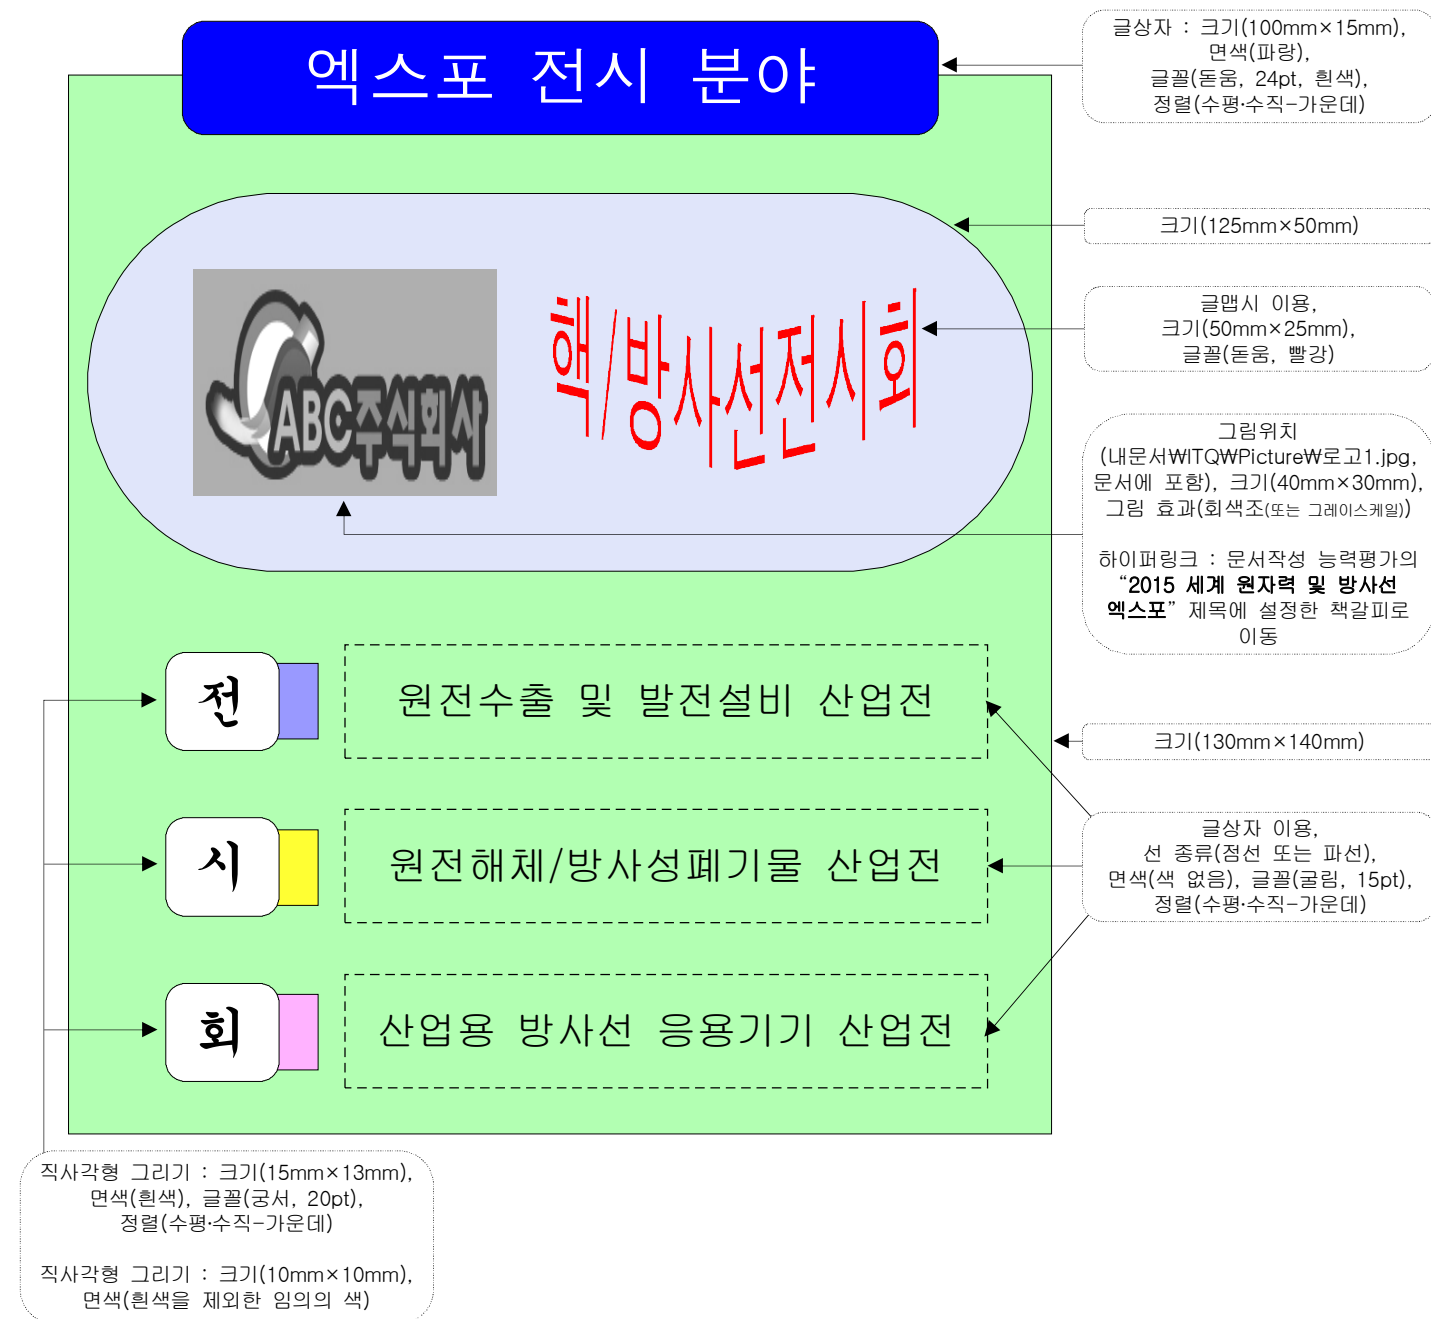 엑스포 전시 분야
글상자 : 크기(100mm×15mm),
면색(파랑),
글꼴(돋움, 24pt, 흰색),
정렬(수평·수직-가운데)
크기(125mm×50mm)
ABC주식회사
핵/방사선전시회
글맵시 이용,
크기(50mm×25mm),
글꼴(돋움, 빨강)
그림위치
(내문서₩ITQ₩Picture₩로고1.jpg,
문서에 포함), 크기(40mm×30mm),
그림 효과(회색조(또는 그레이스케일))
하이퍼링크 : 문서작성 능력평가의
“2015 세계 원자력 및 방사선
엑스포” 제목에 설정한 책갈피로
이동
전
원전수출 및 발전설비 산업전
크기(130mm×140mm)
시
원전해체/방사성폐기물 산업전
글상자 이용,
선 종류(점선 또는 파선),
면색(색 없음), 글꼴(굴림, 15pt),
정렬(수평·수직-가운데)
회
산업용 방사선 응용기기 산업전
직사각형 그리기 : 크기(15mm×13mm),
면색(흰색), 글꼴(궁서, 20pt),
정렬(수평·수직-가운데)
직사각형 그리기 : 크기(10mm×10mm),
면색(흰색을 제외한 임의의 색)